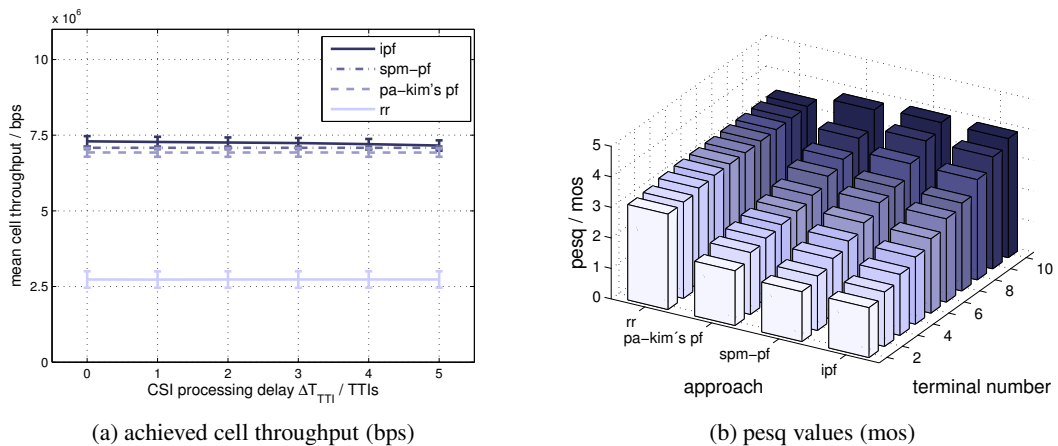 x 10⁶
10
7.5
6
2.5
0
mean cell throughput / bps
ipf
spm−pf
pa−kim's pf
rr
0 1 2 3 4 5
CSI processing delay ΔT_TTI / TTIs
(a) achieved cell throughput (bps)
5
4
3
2
1
0
pesq / mos
rr
pa−kim´s pf
spm−pf
ipf
approach
2
4
6
8
10
terminal number
(b) pesq values (mos)